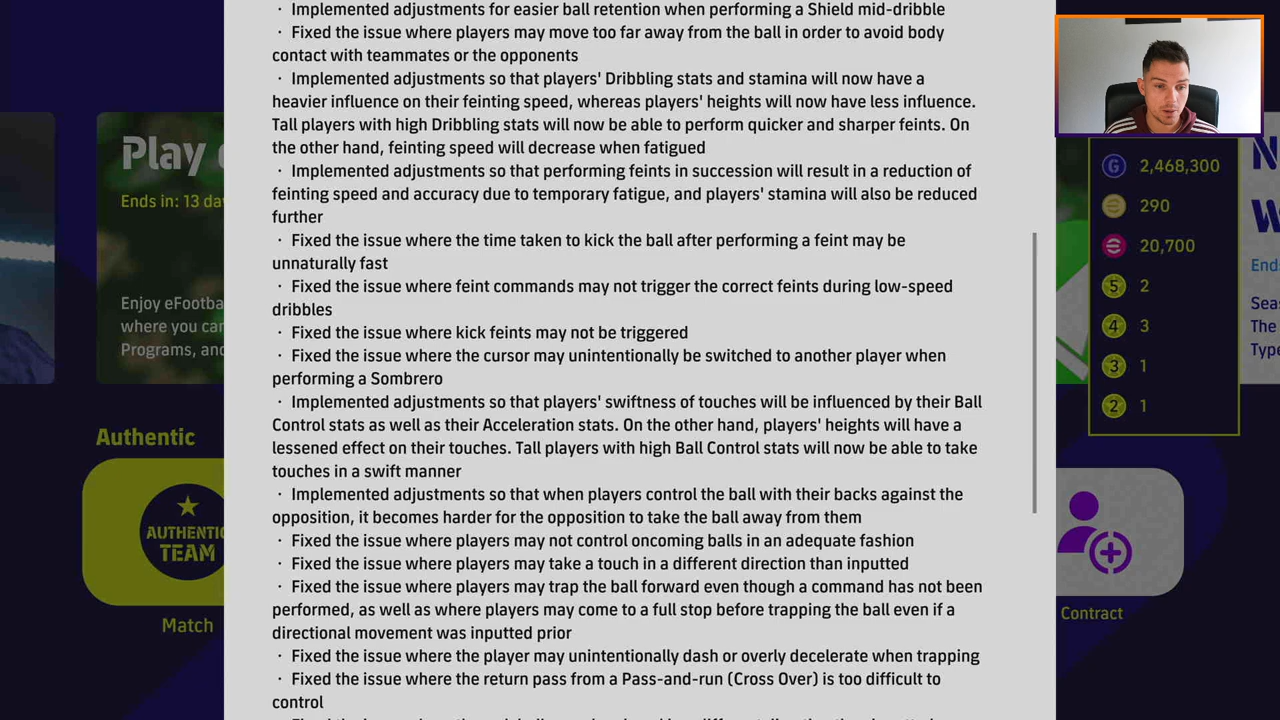 · Implemented adjustments for easier ball retention when performing a Shield mid-dribble
· Fixed the issue where players may move too far away from the ball in order to avoid body
contact with teammates or the opponents
· Implemented adjustments so that players' Dribbling stats and stamina will now have a
heavier influence on their feinting speed, whereas players' heights will now have less influence.
Tall players with high Dribbling stats will now be able to perform quicker and sharper feints. On
the other hand, feinting speed will decrease when fatigued
· Implemented adjustments so that performing feints in succession will result in a reduction of
feinting speed and accuracy due to temporary fatigue, and players' stamina will also be reduced
further
· Fixed the issue where the time taken to kick the ball after performing a feint may be
unnaturally fast
· Fixed the issue where feint commands may not trigger the correct feints during low-speed
dribbles
· Fixed the issue where kick feints may not be triggered
· Fixed the issue where the cursor may unintentionally be switched to another player when
performing a Sombrero
· Implemented adjustments so that players' swiftness of touches will be influenced by their Ball
Control stats as well as their Acceleration stats. On the other hand, players' heights will have a
lessened effect on their touches. Tall players with high Ball Control stats will now be able to take
touches in a swift manner
· Implemented adjustments so that when players control the ball with their backs against the
opposition, it becomes harder for the opposition to take the ball away from them
· Fixed the issue where players may not control oncoming balls in an adequate fashion
· Fixed the issue where players may take a touch in a different direction than inputted
· Fixed the issue where players may trap the ball forward even though a command has not been
performed, as well as where players may come to a full stop before trapping the ball even if a
directional movement was inputted prior
· Fixed the issue where the player may unintentionally dash or overly decelerate when trapping
· Fixed the issue where the return pass from a Pass-and-run (Cross Over) is too difficult to
control
Play
Ends in: 13 da
Enjoy eFootba
where you can
Programs, and
Authentic
AUTHENTIC
TEAM
Match
G 2,468,300
290
20,700
5 2
4 3
3 1
2 1
N
W
Ends
Seas
The
Type
Contract